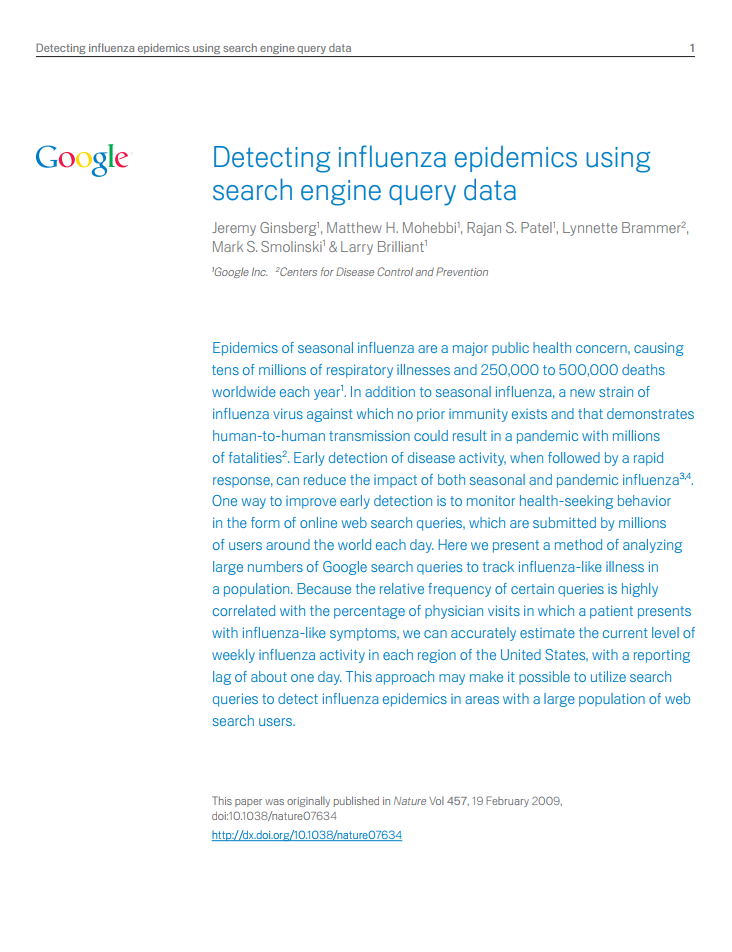 Detecting influenza epidemics using search engine query data 1
Google
Detecting influenza epidemics using
search engine query data
Jeremy Ginsberg¹, Matthew H. Mohebbi¹, Rajan S. Patel¹, Lynnette Brammer²,
Mark S. Smolinski¹ & Larry Brilliant¹
¹Google Inc. ²Centers for Disease Control and Prevention
Epidemics of seasonal influenza are a major public health concern, causing
tens of millions of respiratory illnesses and 250,000 to 500,000 deaths
worldwide each year¹. In addition to seasonal influenza, a new strain of
influenza virus against which no prior immunity exists and that demonstrates
human-to-human transmission could result in a pandemic with millions
of fatalities². Early detection of disease activity, when followed by a rapid
response, can reduce the impact of both seasonal and pandemic influenza³,⁴.
One way to improve early detection is to monitor health-seeking behavior
in the form of online web search queries, which are submitted by millions
of users around the world each day. Here we present a method of analyzing
large numbers of Google search queries to track influenza-like illness in
a population. Because the relative frequency of certain queries is highly
correlated with the percentage of physician visits in which a patient presents
with influenza-like symptoms, we can accurately estimate the current level of
weekly influenza activity in each region of the United States, with a reporting
lag of about one day. This approach may make it possible to utilize search
queries to detect influenza epidemics in areas with a large population of web
search users.
This paper was originally published in Nature Vol 457, 19 February 2009,
doi:10.1038/nature07634
http://dx.doi.org/10.1038/nature07634